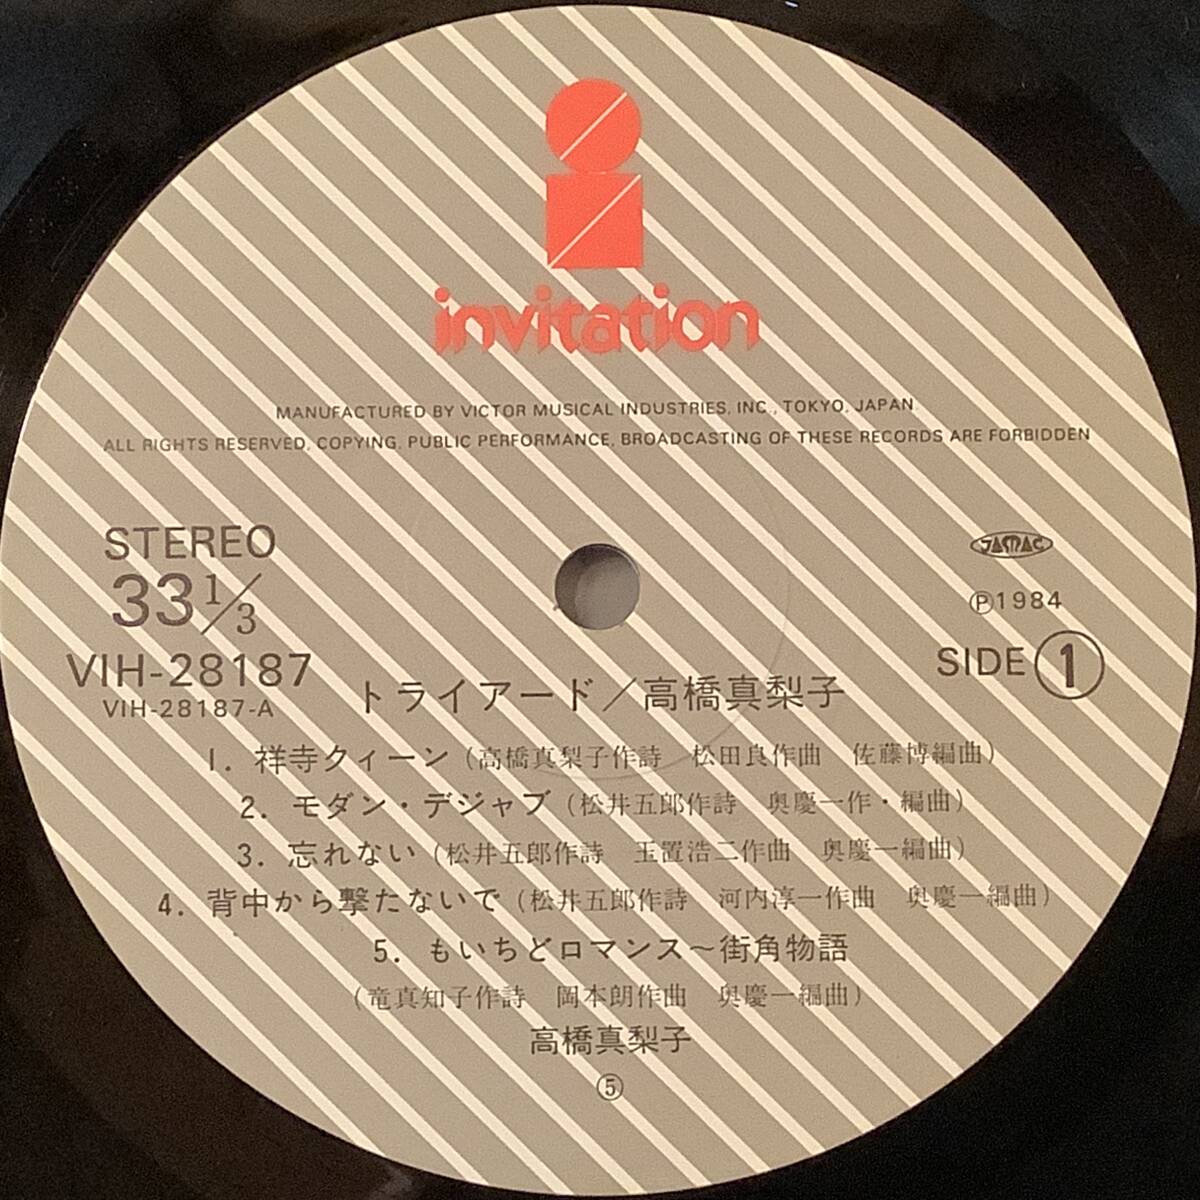 invitation
MANUFACTURED BY VICTOR MUSICAL INDUSTRIES, INC., TOKYO, JAPAN.
ALL RIGHTS RESERVED, COPYING, PUBLIC PERFORMANCE, BROADCASTING OF THESE RECORDS ARE FORBIDDEN
STEREO
33 1/3
VIH-28187
VIH-28187-A
JASRAC
Ⓟ1984
SIDE 1
トライアード／高橋真梨子
1. 祥寺クィーン（高橋真梨子作詩　松田良作曲　佐藤博編曲）
2. モダン・デジャブ（松井五郎作詩　奥慶一作・編曲）
3. 忘れない（松井五郎作詩　玉置浩二作曲　奥慶一編曲）
4. 背中から撃たないで（松井五郎作詩　河内淳一作曲　奥慶一編曲）
5. もいちどロマンス〜街角物語
（竜真知子作詩　岡本朗作曲　奥慶一編曲）
高橋真梨子
⑤